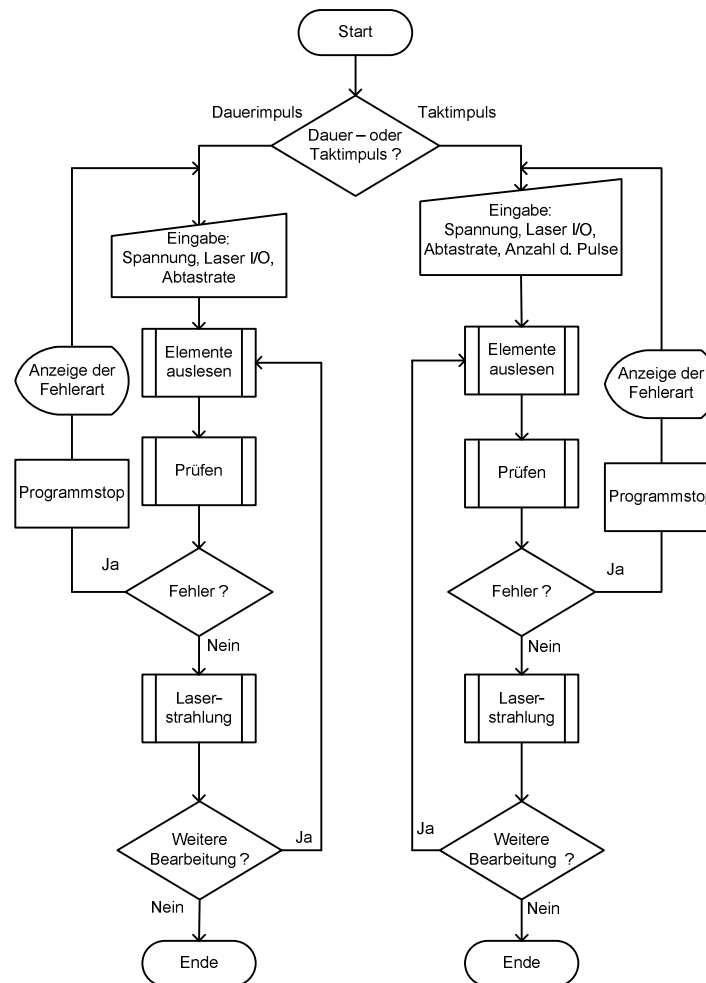 Start
Dauerimpuls
Taktimpuls
Dauer – oder
Taktimpuls ?
Eingabe:
Spannung, Laser I/O,
Abtastrate
Eingabe:
Spannung, Laser I/O,
Abtastrate, Anzahl d. Pulse
Anzeige der
Fehlerart
Elemente
auslesen
Elemente
auslesen
Anzeige der
Fehlerart
Programmstop
Prüfen
Prüfen
Programmstop
Ja
Fehler ?
Nein
Fehler ?
Ja
Nein
Laser–
strahlung
Laser–
strahlung
Weitere
Bearbeitung ?
Ja
Nein
Ja
Weitere
Bearbeitung ?
Nein
Ende
Ende